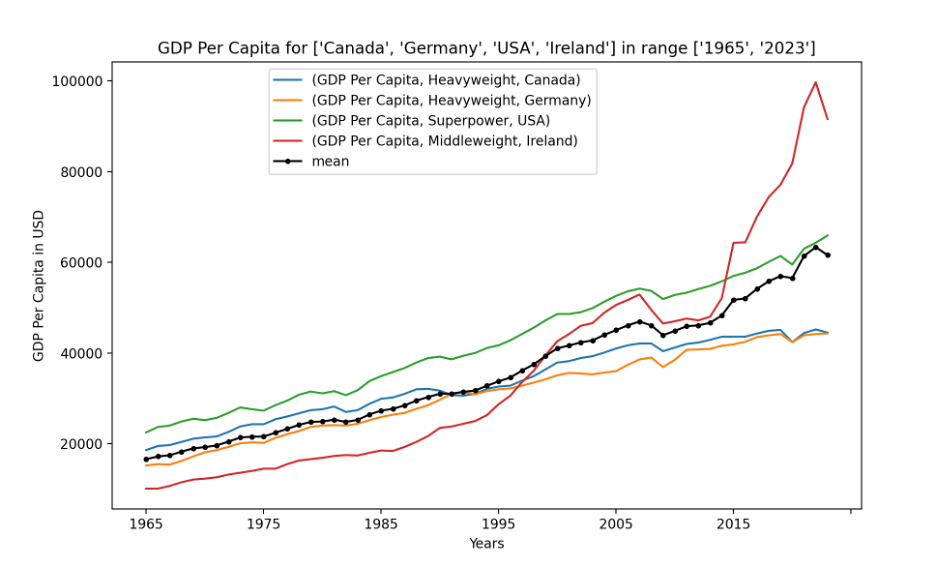 GDP Per Capita for ['Canada', 'Germany', 'USA', 'Ireland'] in range ['1965', '2023']
(GDP Per Capita, Heavyweight, Canada)
(GDP Per Capita, Heavyweight, Germany)
(GDP Per Capita, Superpower, USA)
(GDP Per Capita, Middleweight, Ireland)
mean
GDP Per Capita in USD
100000
80000
60000
40000
20000
1965 1975 1985 1995 2005 2015
Years